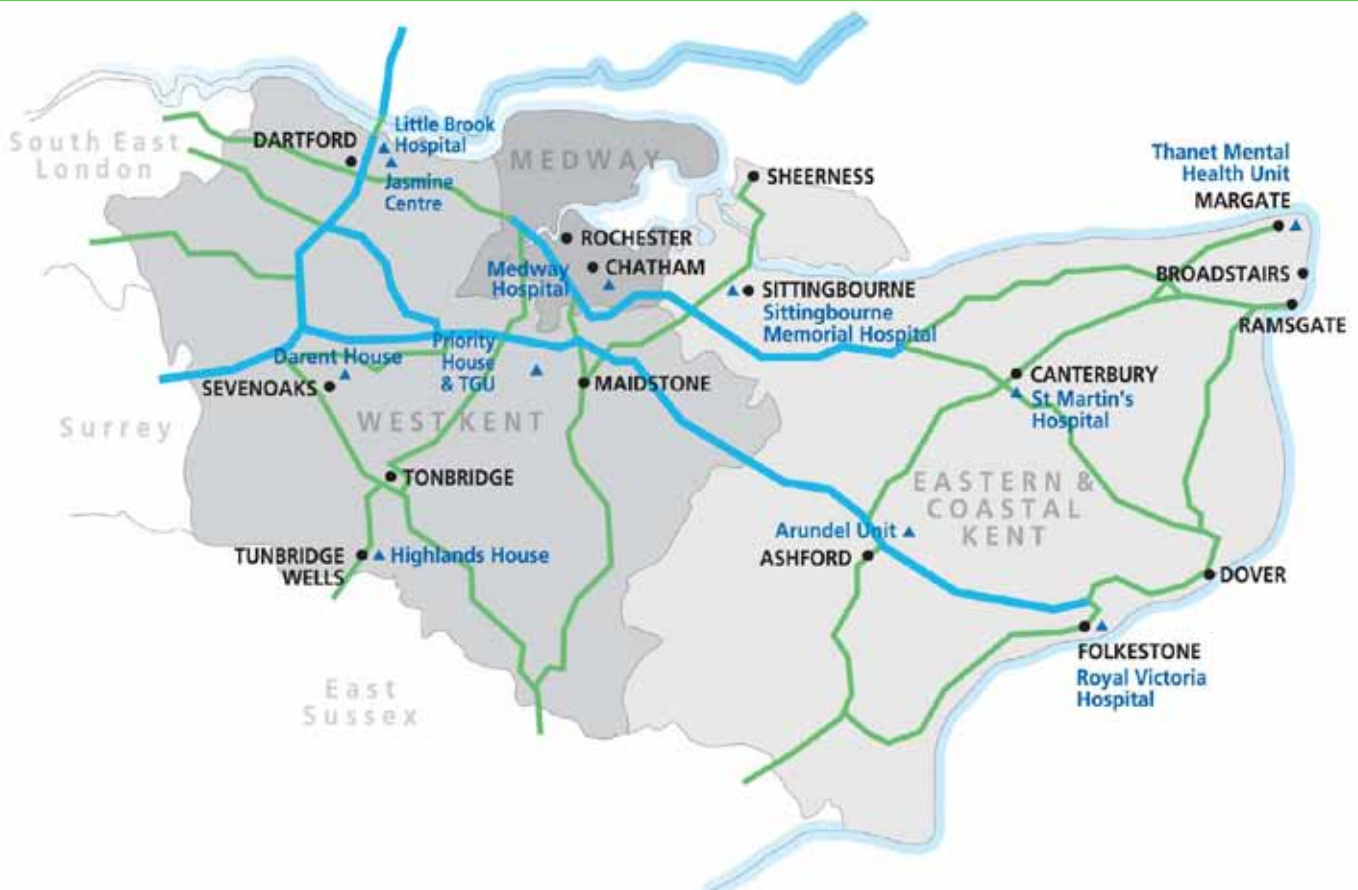 South East
London
DARTFORD
Little Brook
Hospital
Jasmine
Centre
MEDWAY
SHEERNESS
Thanet Mental
Health Unit
MARGATE
ROCHESTER
CHATHAM
Medway
Hospital
SITTINGBOURNE
Sittingbourne
Memorial Hospital
BROADSTAIRS
RAMSGATE
Darent House
SEVENOAKS
Priority
House
& TGU
MAIDSTONE
CANTERBURY
St Martin's
Hospital
Surrey
WEST KENT
TONBRIDGE
EASTERN &
COASTAL
KENT
Arundel Unit
ASHFORD
TUNBRIDGE
WELLS
Highlands House
DOVER
FOLKESTONE
Royal Victoria
Hospital
East
Sussex